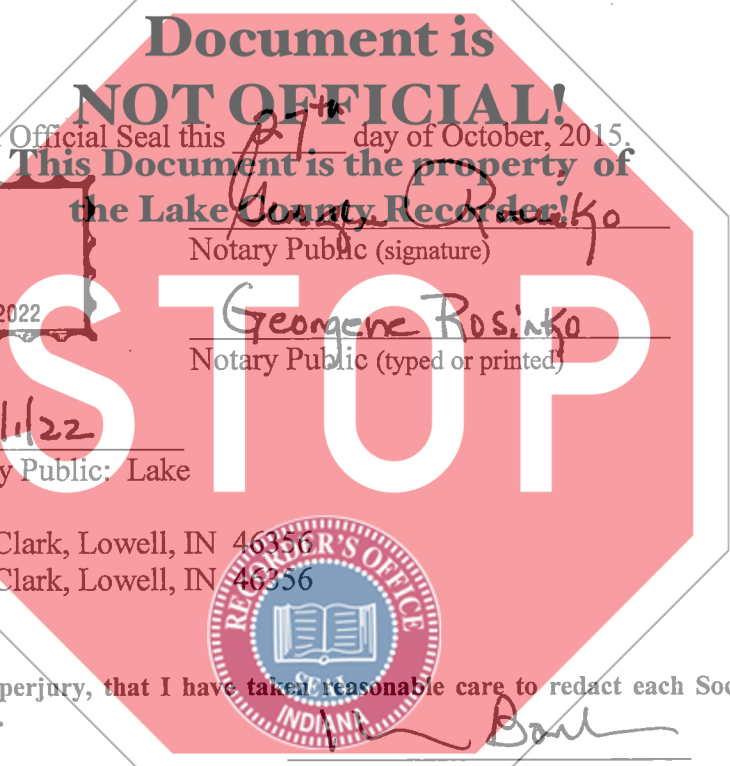 Document is
NOT OFFICIAL!
Official Seal this 27th day of October, 2015.
This Document is the property of
the Lake County Recorder!
Notary Public (signature)
2022
Georgene Rosinko
Notary Public (typed or printed)
STOP
/1/22
y Public: Lake
Clark, Lowell, IN 46356
Clark, Lowell, IN 46356
RECORDER'S OFFICE
SEAL
INDIANA
perjury, that I have taken reasonable care to redact each Soc